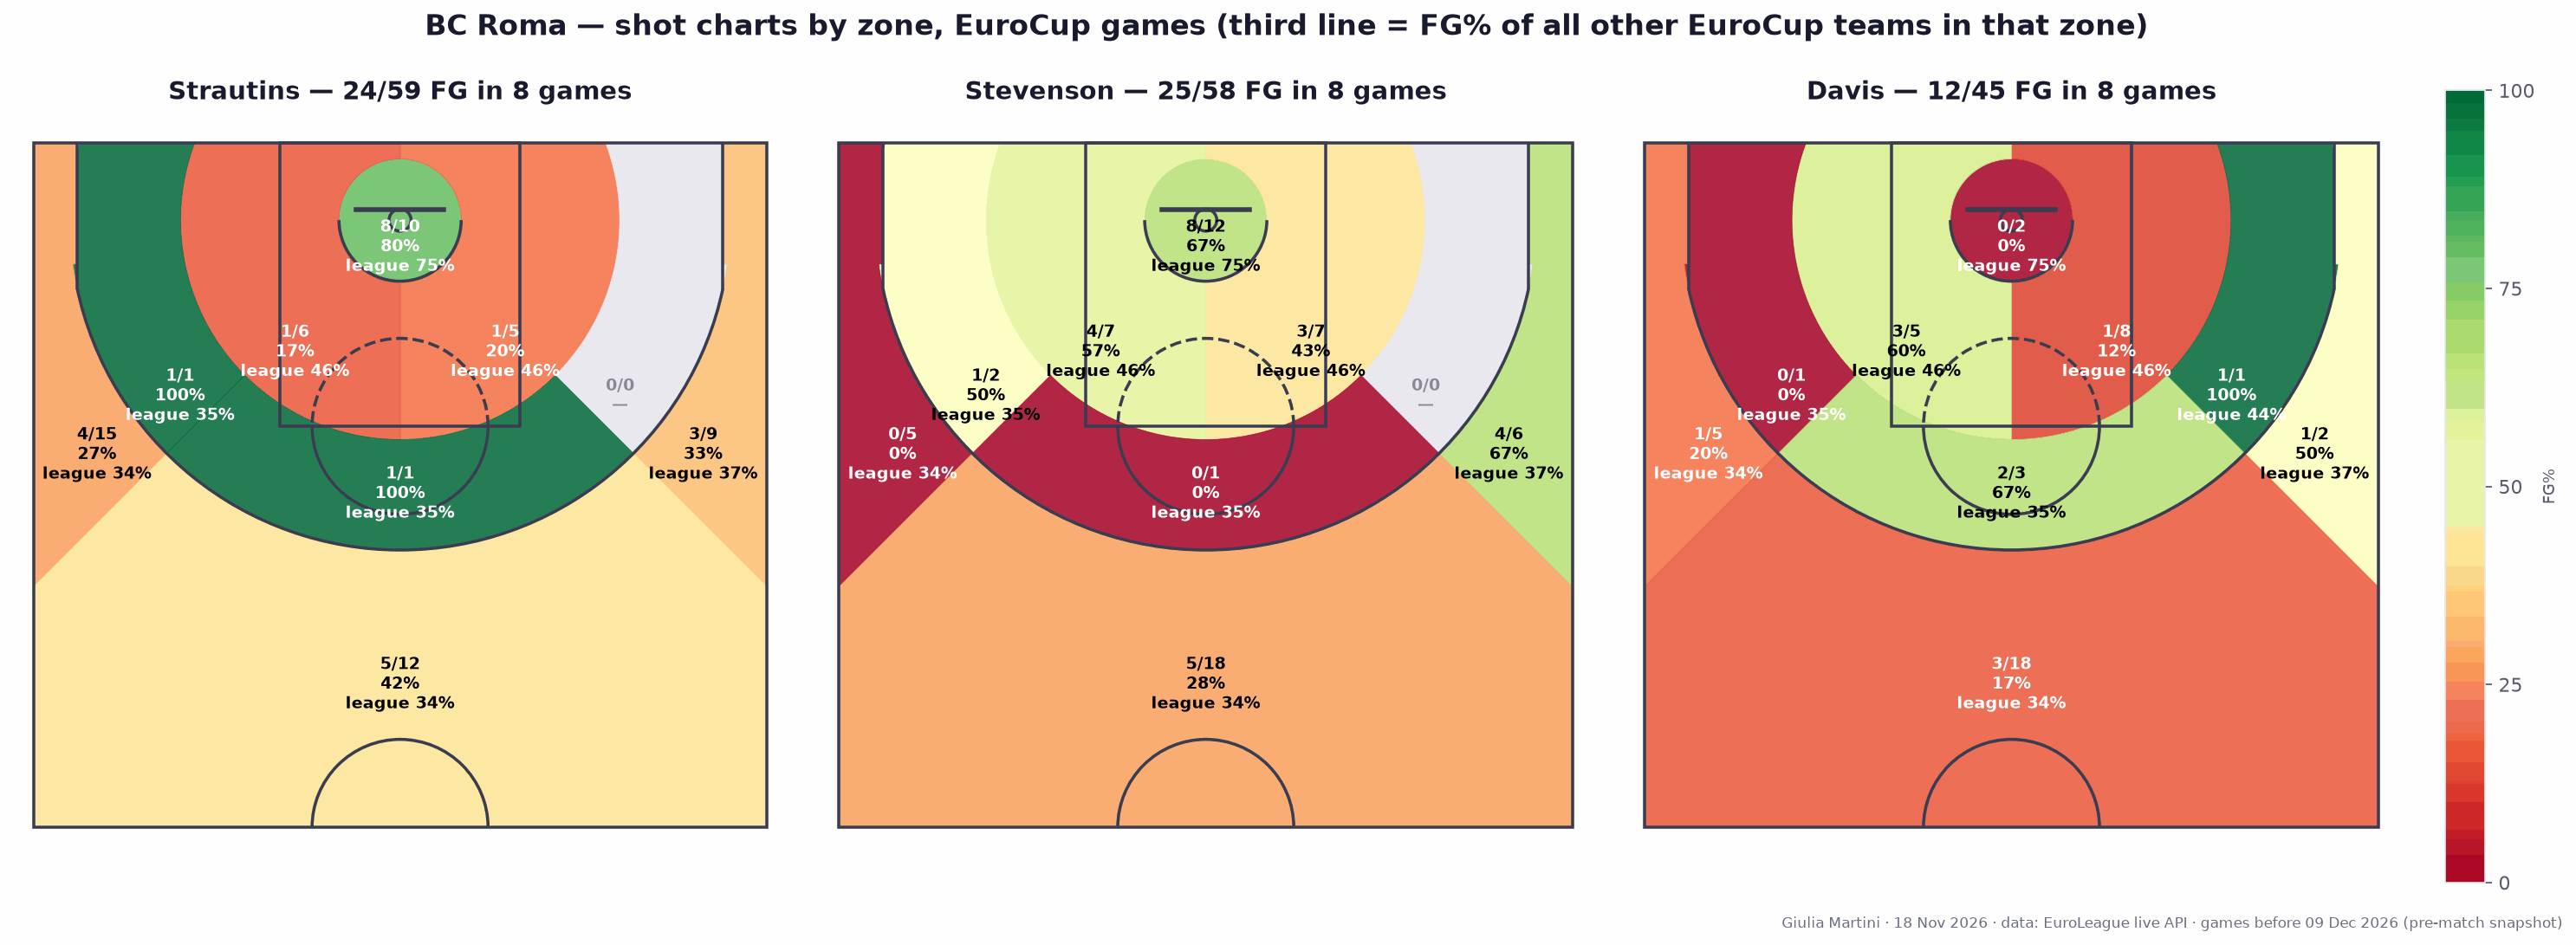 BC Roma — shot charts by zone, EuroCup games (third line = FG% of all other EuroCup teams in that zone)
Strautins — 24/59 FG in 8 games
8/10
80%
league 75%
1/6
17%
league 46%
1/5
20%
league 46%
1/1
100%
league 35%
0/0
—
4/15
27%
league 34%
3/9
33%
league 37%
1/1
100%
league 35%
5/12
42%
league 34%
Stevenson — 25/58 FG in 8 games
8/12
67%
league 75%
4/7
57%
league 46%
3/7
43%
league 46%
1/2
50%
league 35%
0/0
—
0/5
0%
league 34%
4/6
67%
league 37%
0/1
0%
league 35%
5/18
28%
league 34%
Davis — 12/45 FG in 8 games
0/2
0%
league 75%
3/5
60%
league 46%
1/8
12%
league 46%
0/1
0%
league 35%
1/1
100%
league 44%
1/5
20%
league 34%
1/2
50%
league 37%
2/3
67%
league 35%
3/18
17%
league 34%
100
75
50
25
0
FG%
Giulia Martini · 18 Nov 2026 · data: EuroLeague live API · games before 09 Dec 2026 (pre-match snapshot)